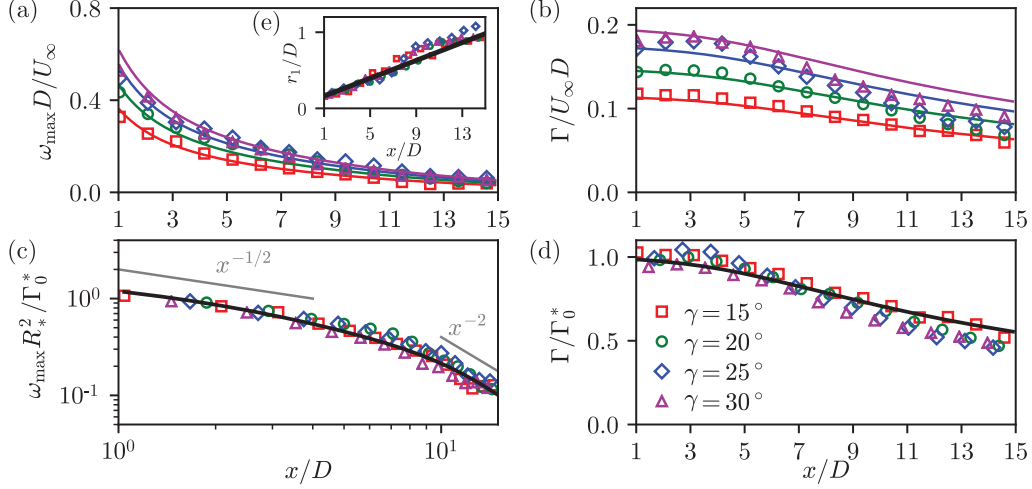 (a)
0.8
0.4
0.0
ω_max D/U_∞
1 3 5 7 9 11 13 15
(e)
1
0
r_1/D
1 5 9 13
x/D
(b)
0.2
0.1
0.0
Γ/U_∞D
1 3 5 7 9 11 13 15
(c)
x^{-1/2}
x^{-2}
10^0
10^{-1}
ω_max R_*^2/Γ_0^*
10^0 10^1
x/D
(d)
1.0
0.5
0.0
Γ/Γ_0^*
γ = 15°
γ = 20°
γ = 25°
γ = 30°
1 3 5 7 9 11 13 15
x/D